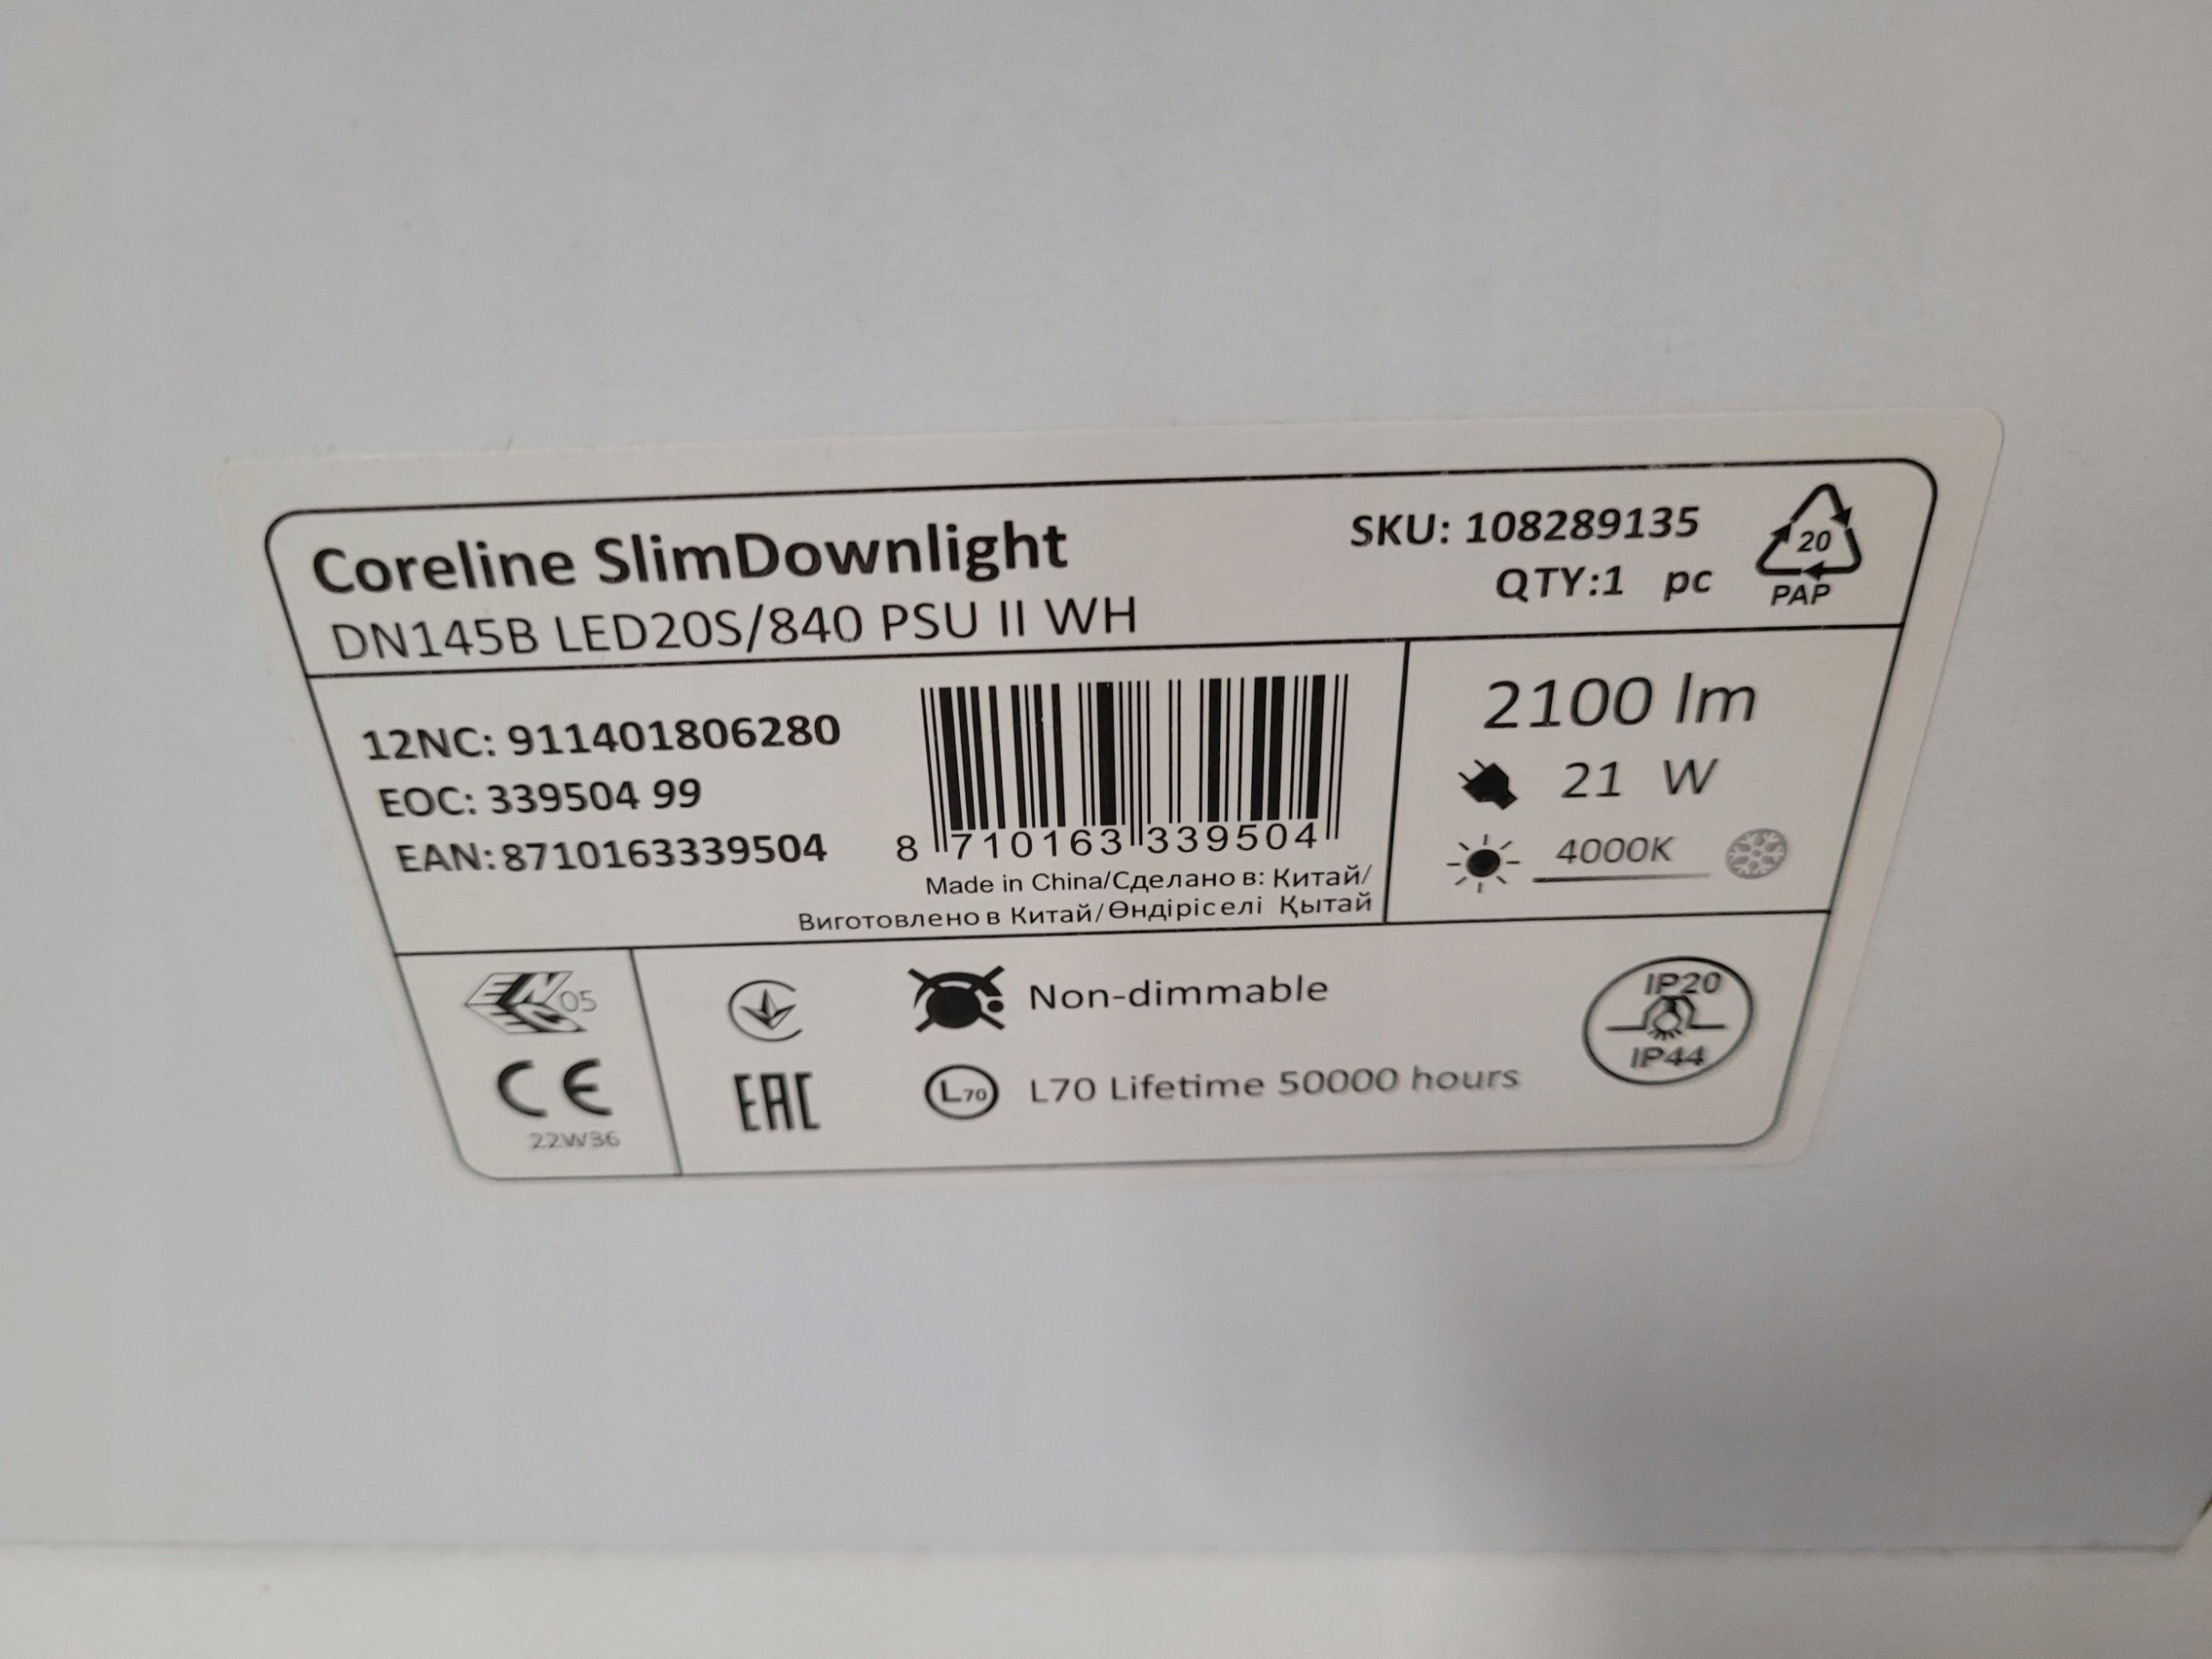 Coreline SlimDownlight
DN145B LED20S/840 PSU II WH
SKU: 108289135
QTY:1 pc
20
PAP
12NC: 911401806280
EOC: 339504 99
EAN:8710163339504
8 710163 339504
Made in China/Сделано в: Китай/
Виготовлено в Китай/Өндіріселі Қытай
2100 lm
21 W
4000K
ENEC 05
CE
22W36
EAC
Non-dimmable
L70
L70 Lifetime 50000 hours
IP20
IP44